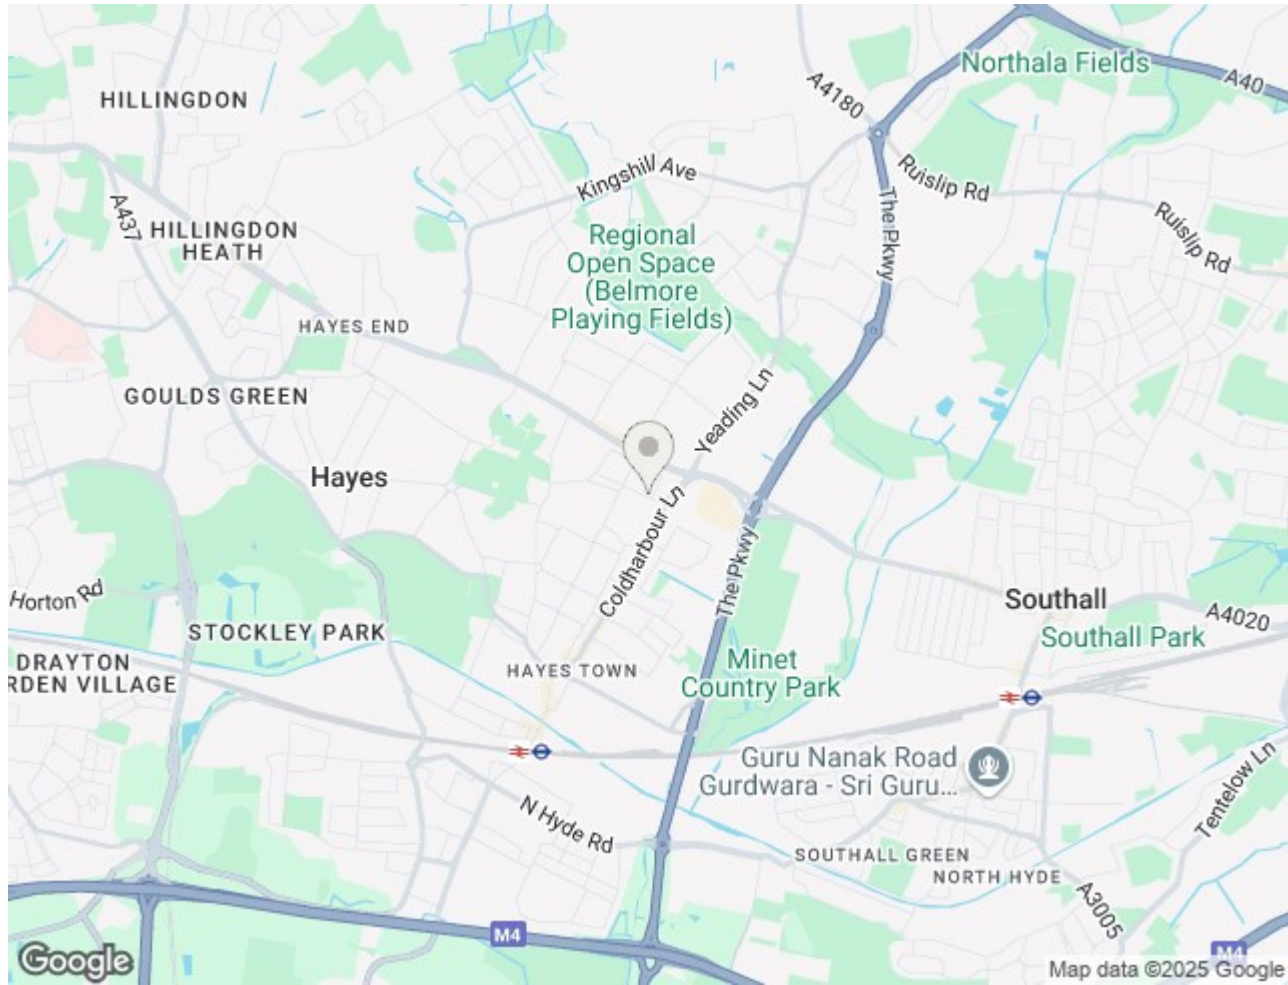 Northala Fields
A40
HILLINGDON
A4180
Kingshill Ave
Ruislip Rd
A437
HILLINGDON
HEATH
The Pkwy
Ruislip Rd
Regional
Open Space
(Belmore
Playing Fields)
HAYES END
GOULDS GREEN
Yeading Ln
Hayes
Coldharbour Ln
The Pkwy
Horton Rd
Southall
A4020
STOCKLEY PARK
Southall Park
DRAYTON
RDEN VILLAGE
HAYES TOWN
Minet
Country Park
Guru Nanak Road
Gurdwara - Sri Guru...
Tentelow Ln
N Hyde Rd
SOUTHALL GREEN
NORTH HYDE
A3005
M4
M4
Google
Map data ©2025 Google